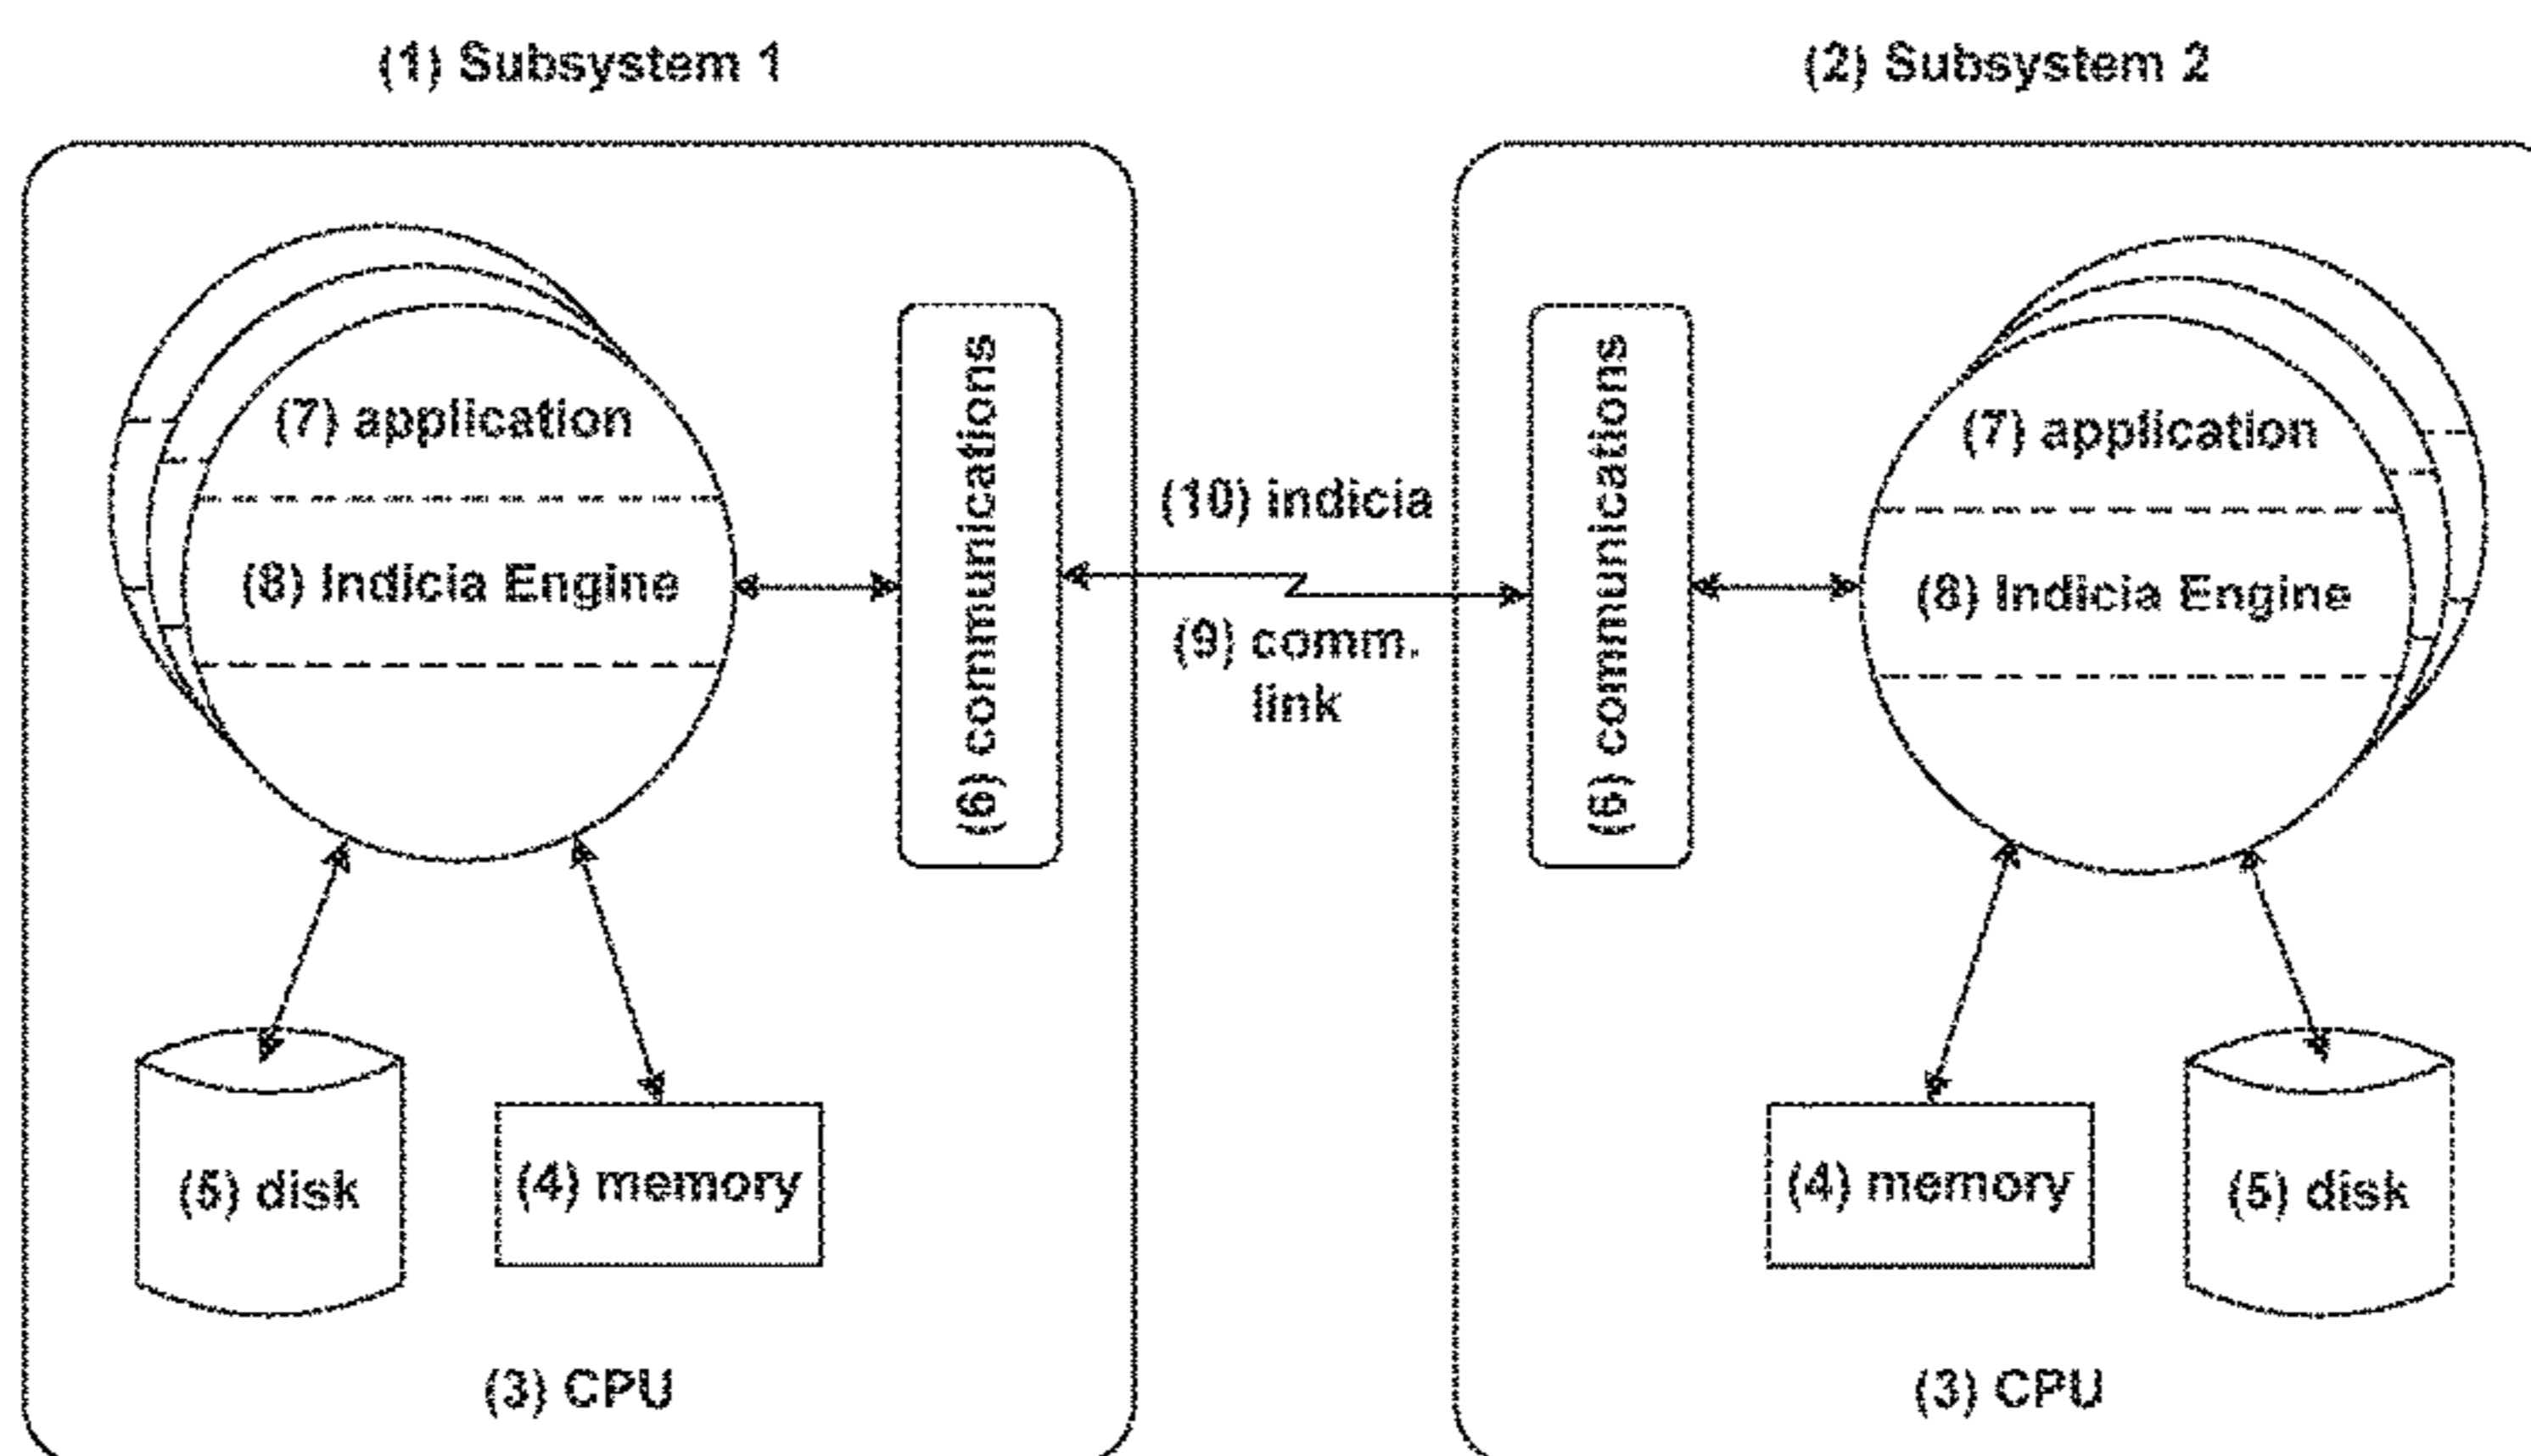 (1) Subsystem 1
(7) application
(8) Indicia Engine
(6) communications
(5) disk
(4) memory
(3) CPU
(10) indicia
(9) comm.
link
(2) Subsystem 2
(6) communications
(7) application
(8) Indicia Engine
(4) memory
(5) disk
(3) CPU